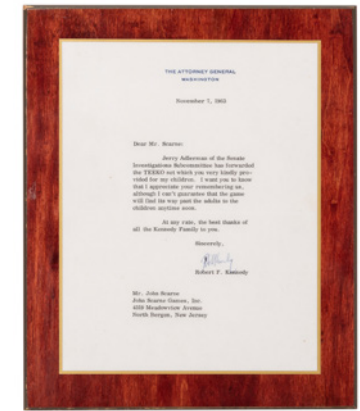 THE ATTORNEY GENERAL
WASHINGTON
November 7, 1963
Dear Mr. Scarne:
Jerry Adlerman of the Senate
Investigations Subcommittee has forwarded
the TEEKO set which you very kindly pro-
vided for my children. I want you to know
that I appreciate your remembering us,
although I can't guarantee that the game
will find its way past the adults to the
children anytime soon.
At any rate, the best thanks of
all the Kennedy Family to you.
Sincerely,
Robert F. Kennedy
Mr. John Scarne
John Scarne Games, Inc.
4319 Meadowview Avenue
North Bergen, New Jersey